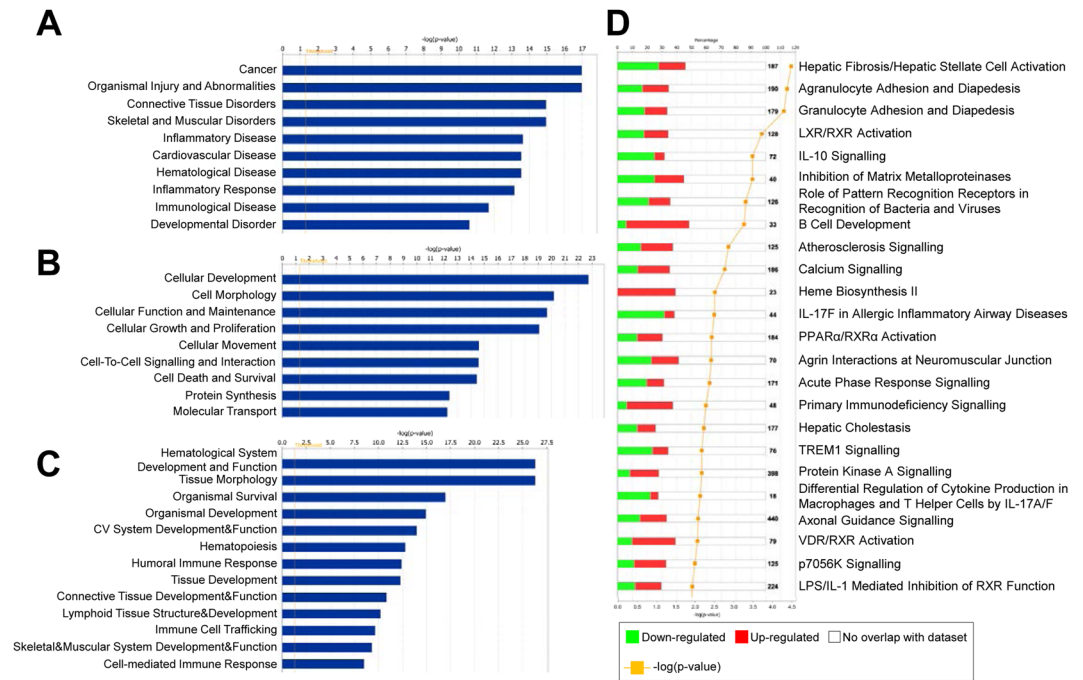 A
-log(p-value)
0 1 2 3 4 5 6 7 8 9 10 11 12 13 14 15 16 17
Threshold
Cancer
Organismal Injury and Abnormalities
Connective Tissue Disorders
Skeletal and Muscular Disorders
Inflammatory Disease
Cardiovascular Disease
Hematological Disease
Inflammatory Response
Immunological Disease
Developmental Disorder
B
-log(p-value)
0 1 2 3 4 5 6 7 8 9 10 11 12 13 14 15 16 17 18 19 20 21 22 23
Threshold
Cellular Development
Cell Morphology
Cellular Function and Maintenance
Cellular Growth and Proliferation
Cellular Movement
Cell-To-Cell Signalling and Interaction
Cell Death and Survival
Protein Synthesis
Molecular Transport
C
-log(p-value)
0.0 2.5 5.0 7.5 10.0 12.5 15.0 17.5 20.0 22.5 25.0 27.5
Hematological System
Development and Function
Tissue Morphology
Organismal Survival
Organismal Development
CV System Development&Function
Hematopoiesis
Humoral Immune Response
Tissue Development
Connective Tissue Development&Function
Lymphoid Tissue Structure&Development
Immune Cell Trafficking
Skeletal&Muscular System Development&Function
Cell-mediated Immune Response
D
Percentage
0 10 20 30 40 50 60 70 80 90 100 110 120
187 Hepatic Fibrosis/Hepatic Stellate Cell Activation
190 Agranulocyte Adhesion and Diapedesis
179 Granulocyte Adhesion and Diapedesis
128 LXR/RXR Activation
72 IL-10 Signalling
40 Inhibition of Matrix Metalloproteinases
126 Role of Pattern Recognition Receptors in
Recognition of Bacteria and Viruses
33 B Cell Development
125 Atherosclerosis Signalling
186 Calcium Signalling
23 Heme Biosynthesis II
44 IL-17F in Allergic Inflammatory Airway Diseases
184 PPARα/RXRα Activation
70 Agrin Interactions at Neuromuscular Junction
171 Acute Phase Response Signalling
48 Primary Immunodeficiency Signalling
177 Hepatic Cholestasis
76 TREM1 Signalling
398 Protein Kinase A Signalling
18 Differential Regulation of Cytokine Production in
Macrophages and T Helper Cells by IL-17A/F
440 Axonal Guidance Signalling
79 VDR/RXR Activation
125 p7056K Signalling
224 LPS/IL-1 Mediated Inhibition of RXR Function
0.0 0.5 1.0 1.5 2.0 2.5 3.0 3.5 4.0 4.5
-log(p-value)
Down-regulated Up-regulated No overlap with dataset
-log(p-value)